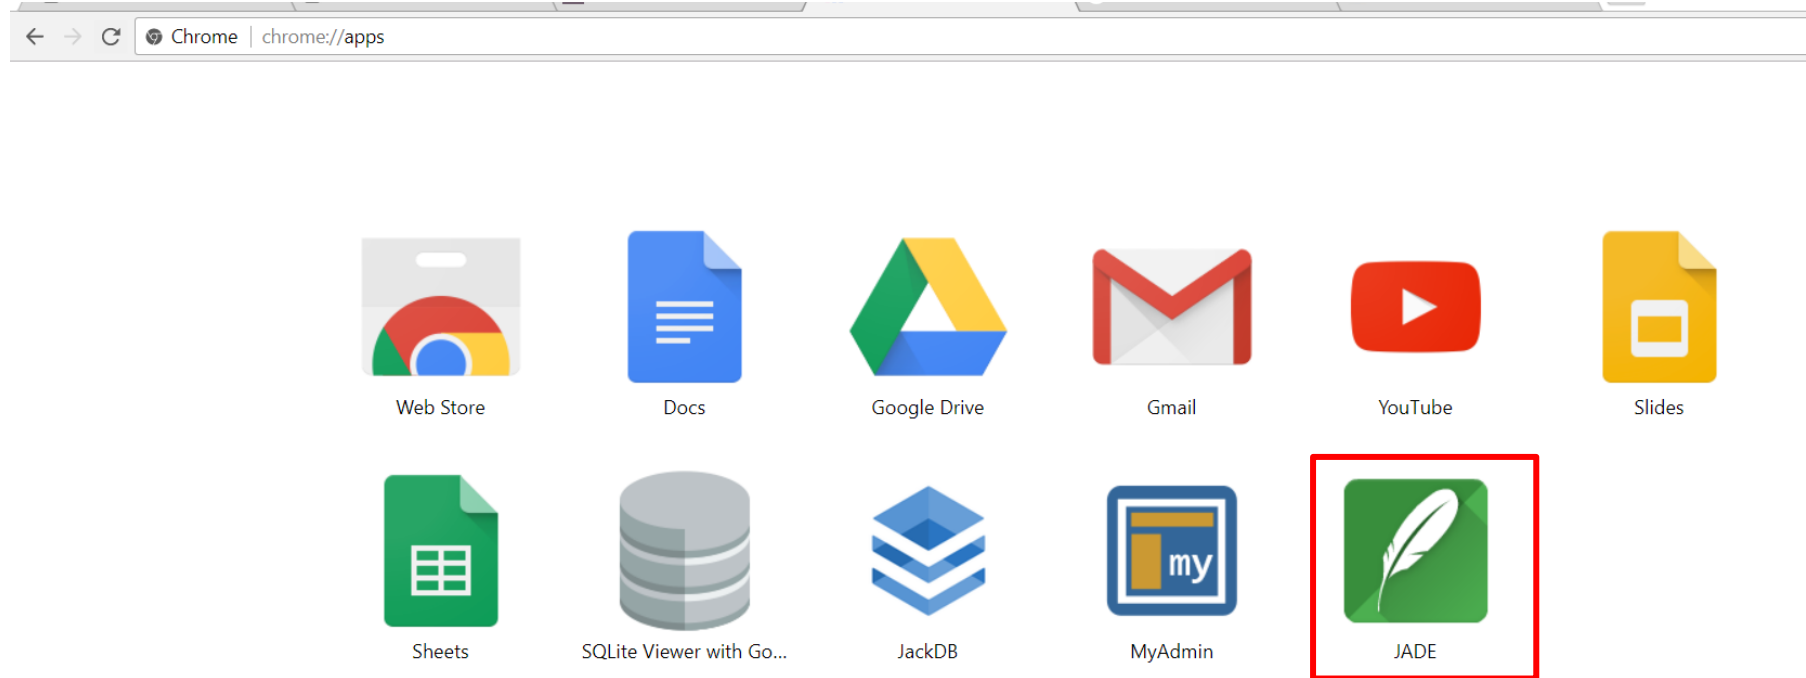 Chrome | chrome://apps
Web Store
Docs
Google Drive
Gmail
YouTube
Slides
my
Sheets
SQLite Viewer with Go...
JackDB
MyAdmin
JADE